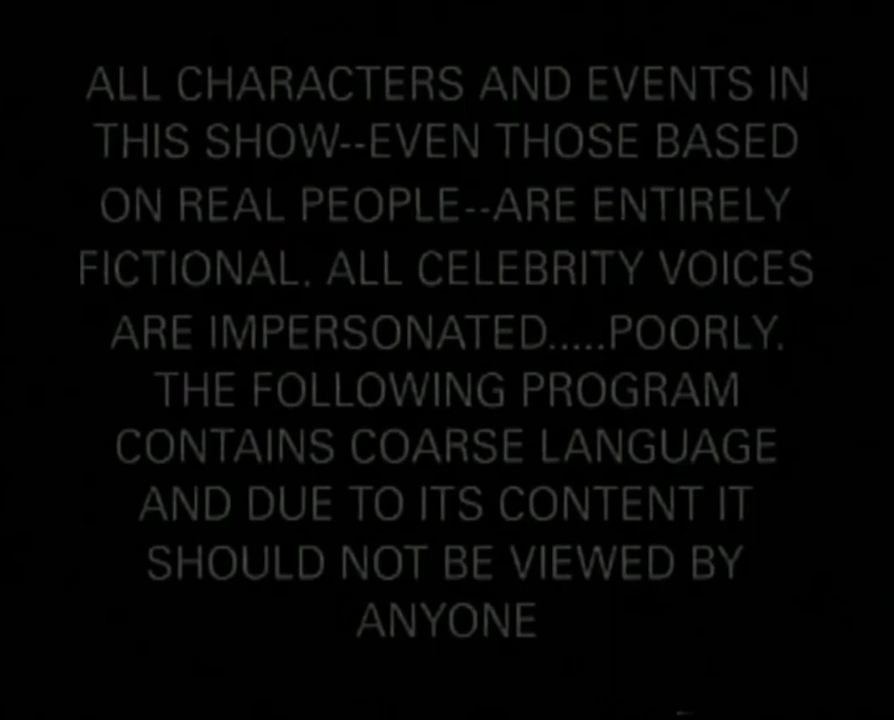 ALL CHARACTERS AND EVENTS IN
THIS SHOW--EVEN THOSE BASED
ON REAL PEOPLE--ARE ENTIRELY
FICTIONAL. ALL CELEBRITY VOICES
ARE IMPERSONATED.....POORLY.
THE FOLLOWING PROGRAM
CONTAINS COARSE LANGUAGE
AND DUE TO ITS CONTENT IT
SHOULD NOT BE VIEWED BY
ANYONE